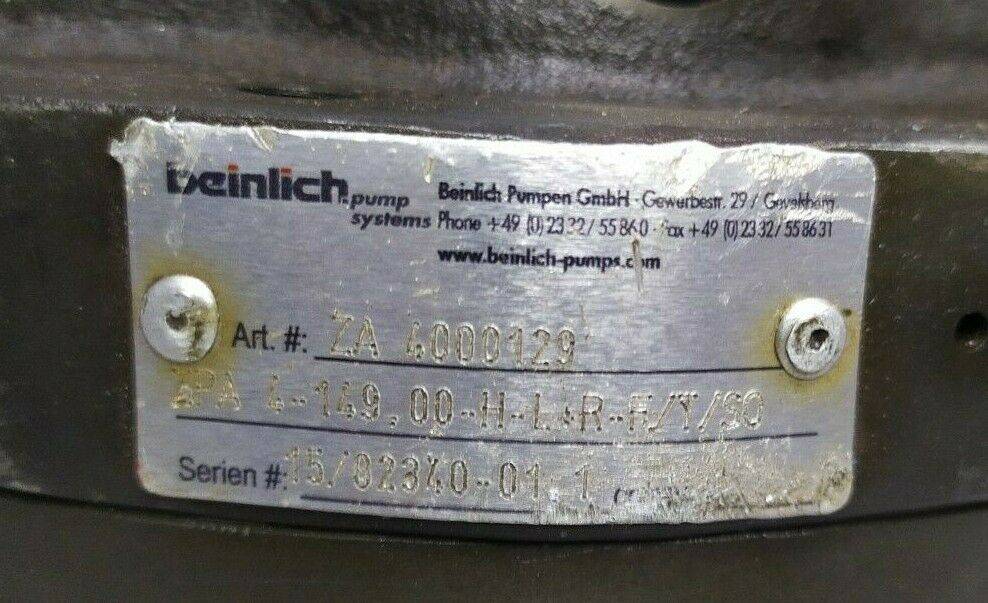 beinlich pump
systems
Beinlich Pumpen GmbH · Gewerbestr. 29 / Gevelsberg
Phone +49 (0) 23 32 / 55 86 0 · Fax +49 (0) 23 32 / 55 86 31
www.beinlich-pumps.com
Art. #: ZA 4000129
ZPA 4-149,00-H-L+R-F/Y/SO
Serien #: 15/82340-01 1